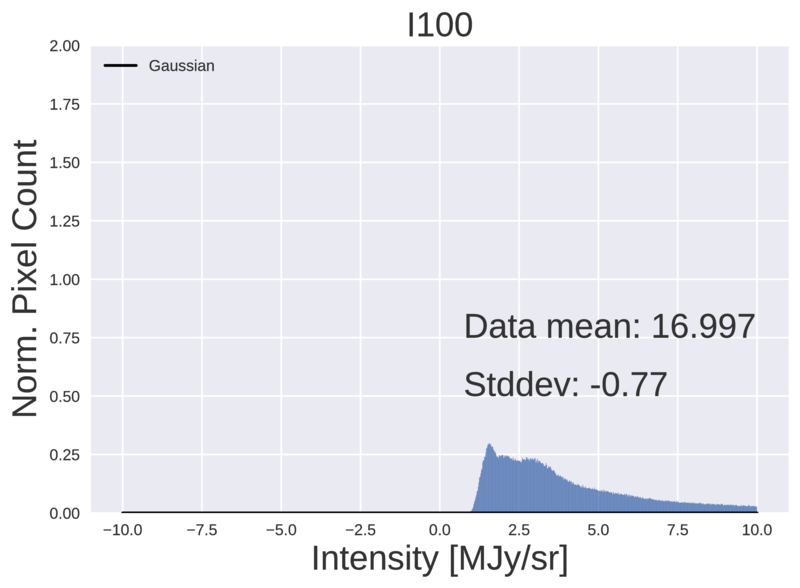 I100
2.00
Gaussian
1.75
1.50
1.25
1.00
0.75
0.50
0.25
0.00
Norm. Pixel Count
Data mean: 16.997
Stddev: -0.77
−10.0 −7.5 −5.0 −2.5 0.0 2.5 5.0 7.5 10.0
Intensity [MJy/sr]